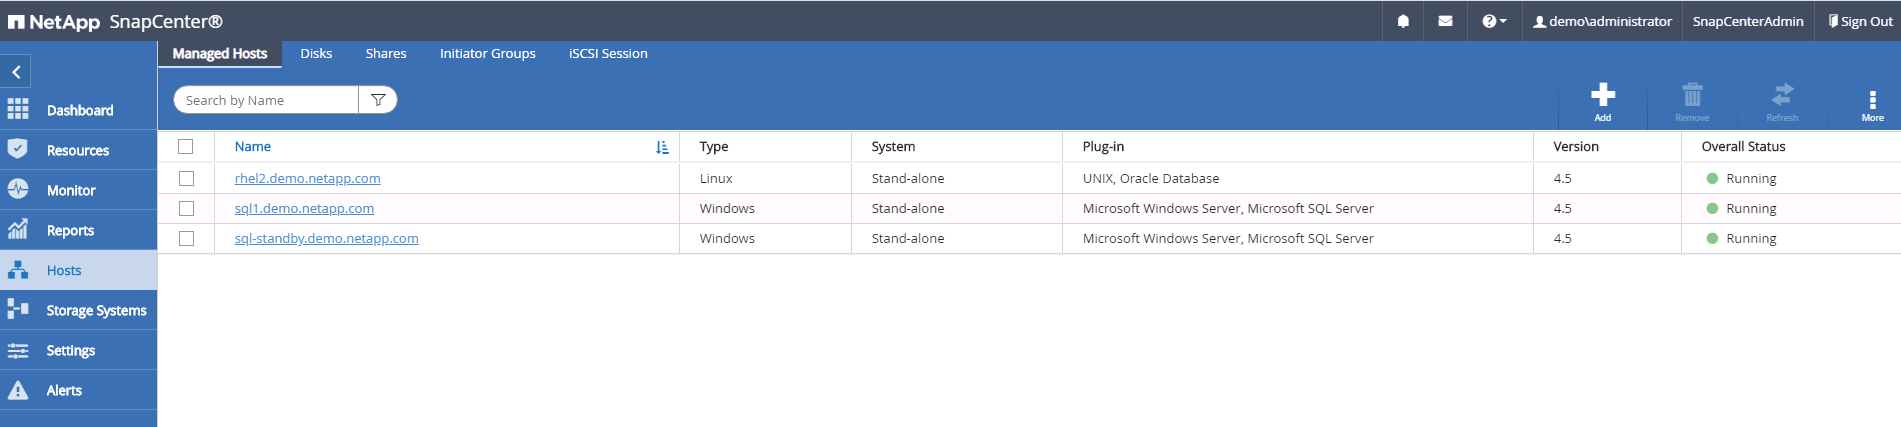 NetApp SnapCenter®
demo\administrator SnapCenterAdmin Sign Out
Managed Hosts Disks Shares Initiator Groups iSCSI Session
Search by Name
Add Remove Refresh More
Dashboard
Resources
Monitor
Reports
Hosts
Storage Systems
Settings
Alerts
Name Type System Plug-in Version Overall Status
rhel2.demo.netapp.com Linux Stand-alone UNIX, Oracle Database 4.5 Running
sql1.demo.netapp.com Windows Stand-alone Microsoft Windows Server, Microsoft SQL Server 4.5 Running
sql-standby.demo.netapp.com Windows Stand-alone Microsoft Windows Server, Microsoft SQL Server 4.5 Running